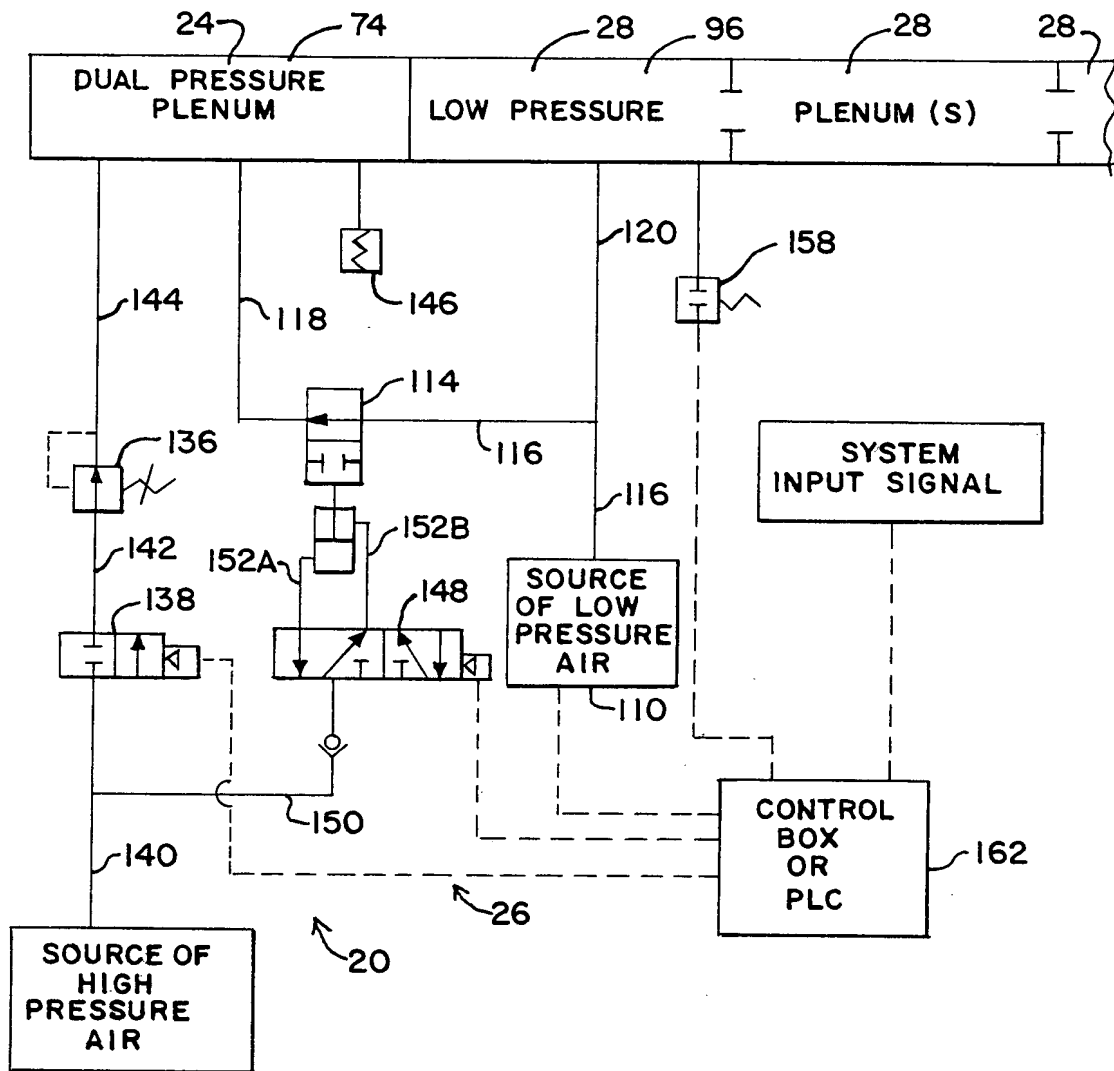 24 74 28 96 28 28
DUAL PRESSURE
PLENUM
LOW PRESSURE
PLENUM (S)
120
158
146
144
118
114
136
116
SYSTEM
INPUT SIGNAL
116
152B
142
152A
148
138
SOURCE
OF LOW
PRESSURE
AIR
110
150
CONTROL
BOX
OR
PLC
162
140
26
20
SOURCE OF
HIGH
PRESSURE
AIR